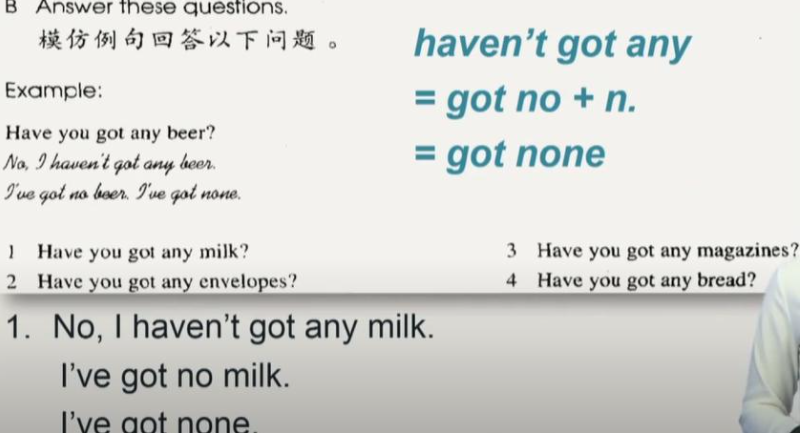 B Answer these questions.
模仿例句回答以下问题。
Example:
Have you got any beer?
No, I haven't got any beer.
I've got no beer. I've got none.
haven't got any
= got no + n.
= got none
1 Have you got any milk?
2 Have you got any envelopes?
3 Have you got any magazines?
4 Have you got any bread?
1. No, I haven't got any milk.
I've got no milk.
I've got none.